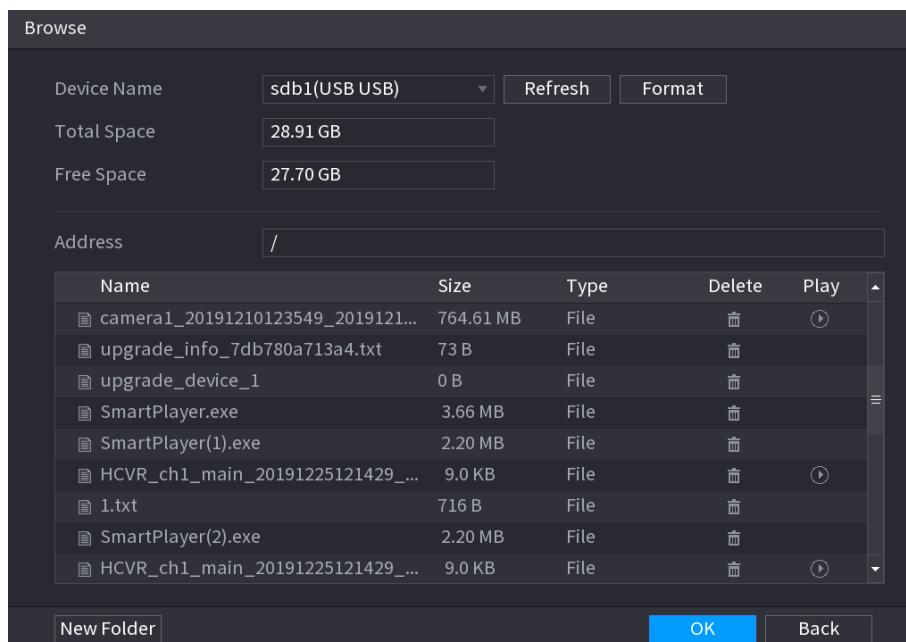 Browse
Device Name sdb1(USB USB) Refresh Format
Total Space 28.91 GB
Free Space 27.70 GB
Address /
Name Size Type Delete Play
camera1_20191210123549_2019121... 764.61 MB File
upgrade_info_7db780a713a4.txt 73 B File
upgrade_device_1 0 B File
SmartPlayer.exe 3.66 MB File
SmartPlayer(1).exe 2.20 MB File
HCVR_ch1_main_20191225121429_... 9.0 KB File
1.txt 716 B File
SmartPlayer(2).exe 2.20 MB File
HCVR_ch1_main_20191225121429_... 9.0 KB File
New Folder OK Back